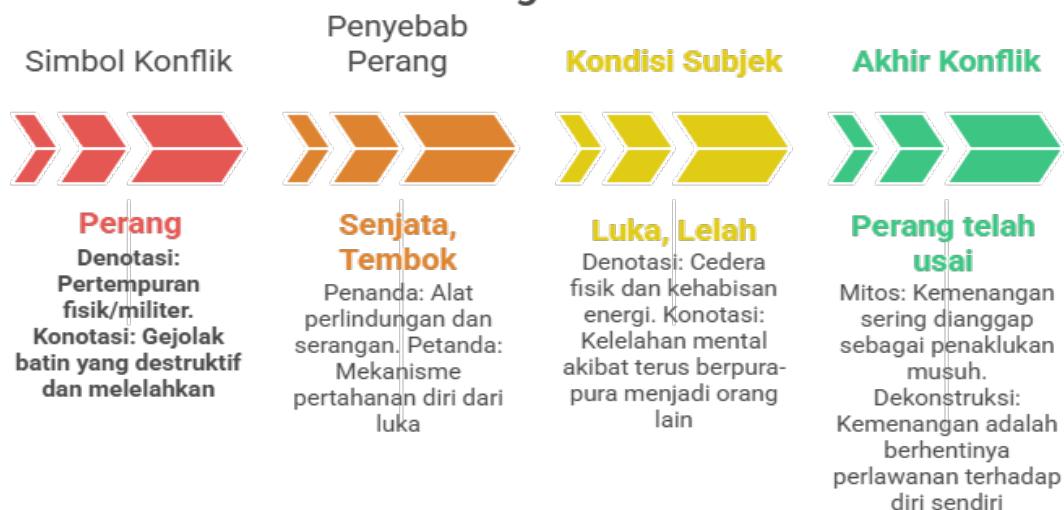 Simbol Konflik
Penyebab
Perang
Kondisi Subjek
Akhir Konflik
Perang
Denotasi:
Pertempuran
fisik/militer.
Konotasi: Gejolak
batin yang destruktif
dan melelahkan
Senjata,
Tembok
Penanda: Alat
perlindungan dan
serangan. Petanda:
Mekanisme
pertahanan diri dari
luka
Luka, Lelah
Denotasi: Cedera
fisik dan kehabisan
energi. Konotasi:
Kelelahan mental
akibat terus berpura-
pura menjadi orang
lain
Perang telah
usai
Mitos: Kemenangan
sering dianggap
sebagai penaklukan
musuh.
Dekonstruksi:
Kemenangan adalah
berhentinya
perlawanan terhadap
diri sendiri